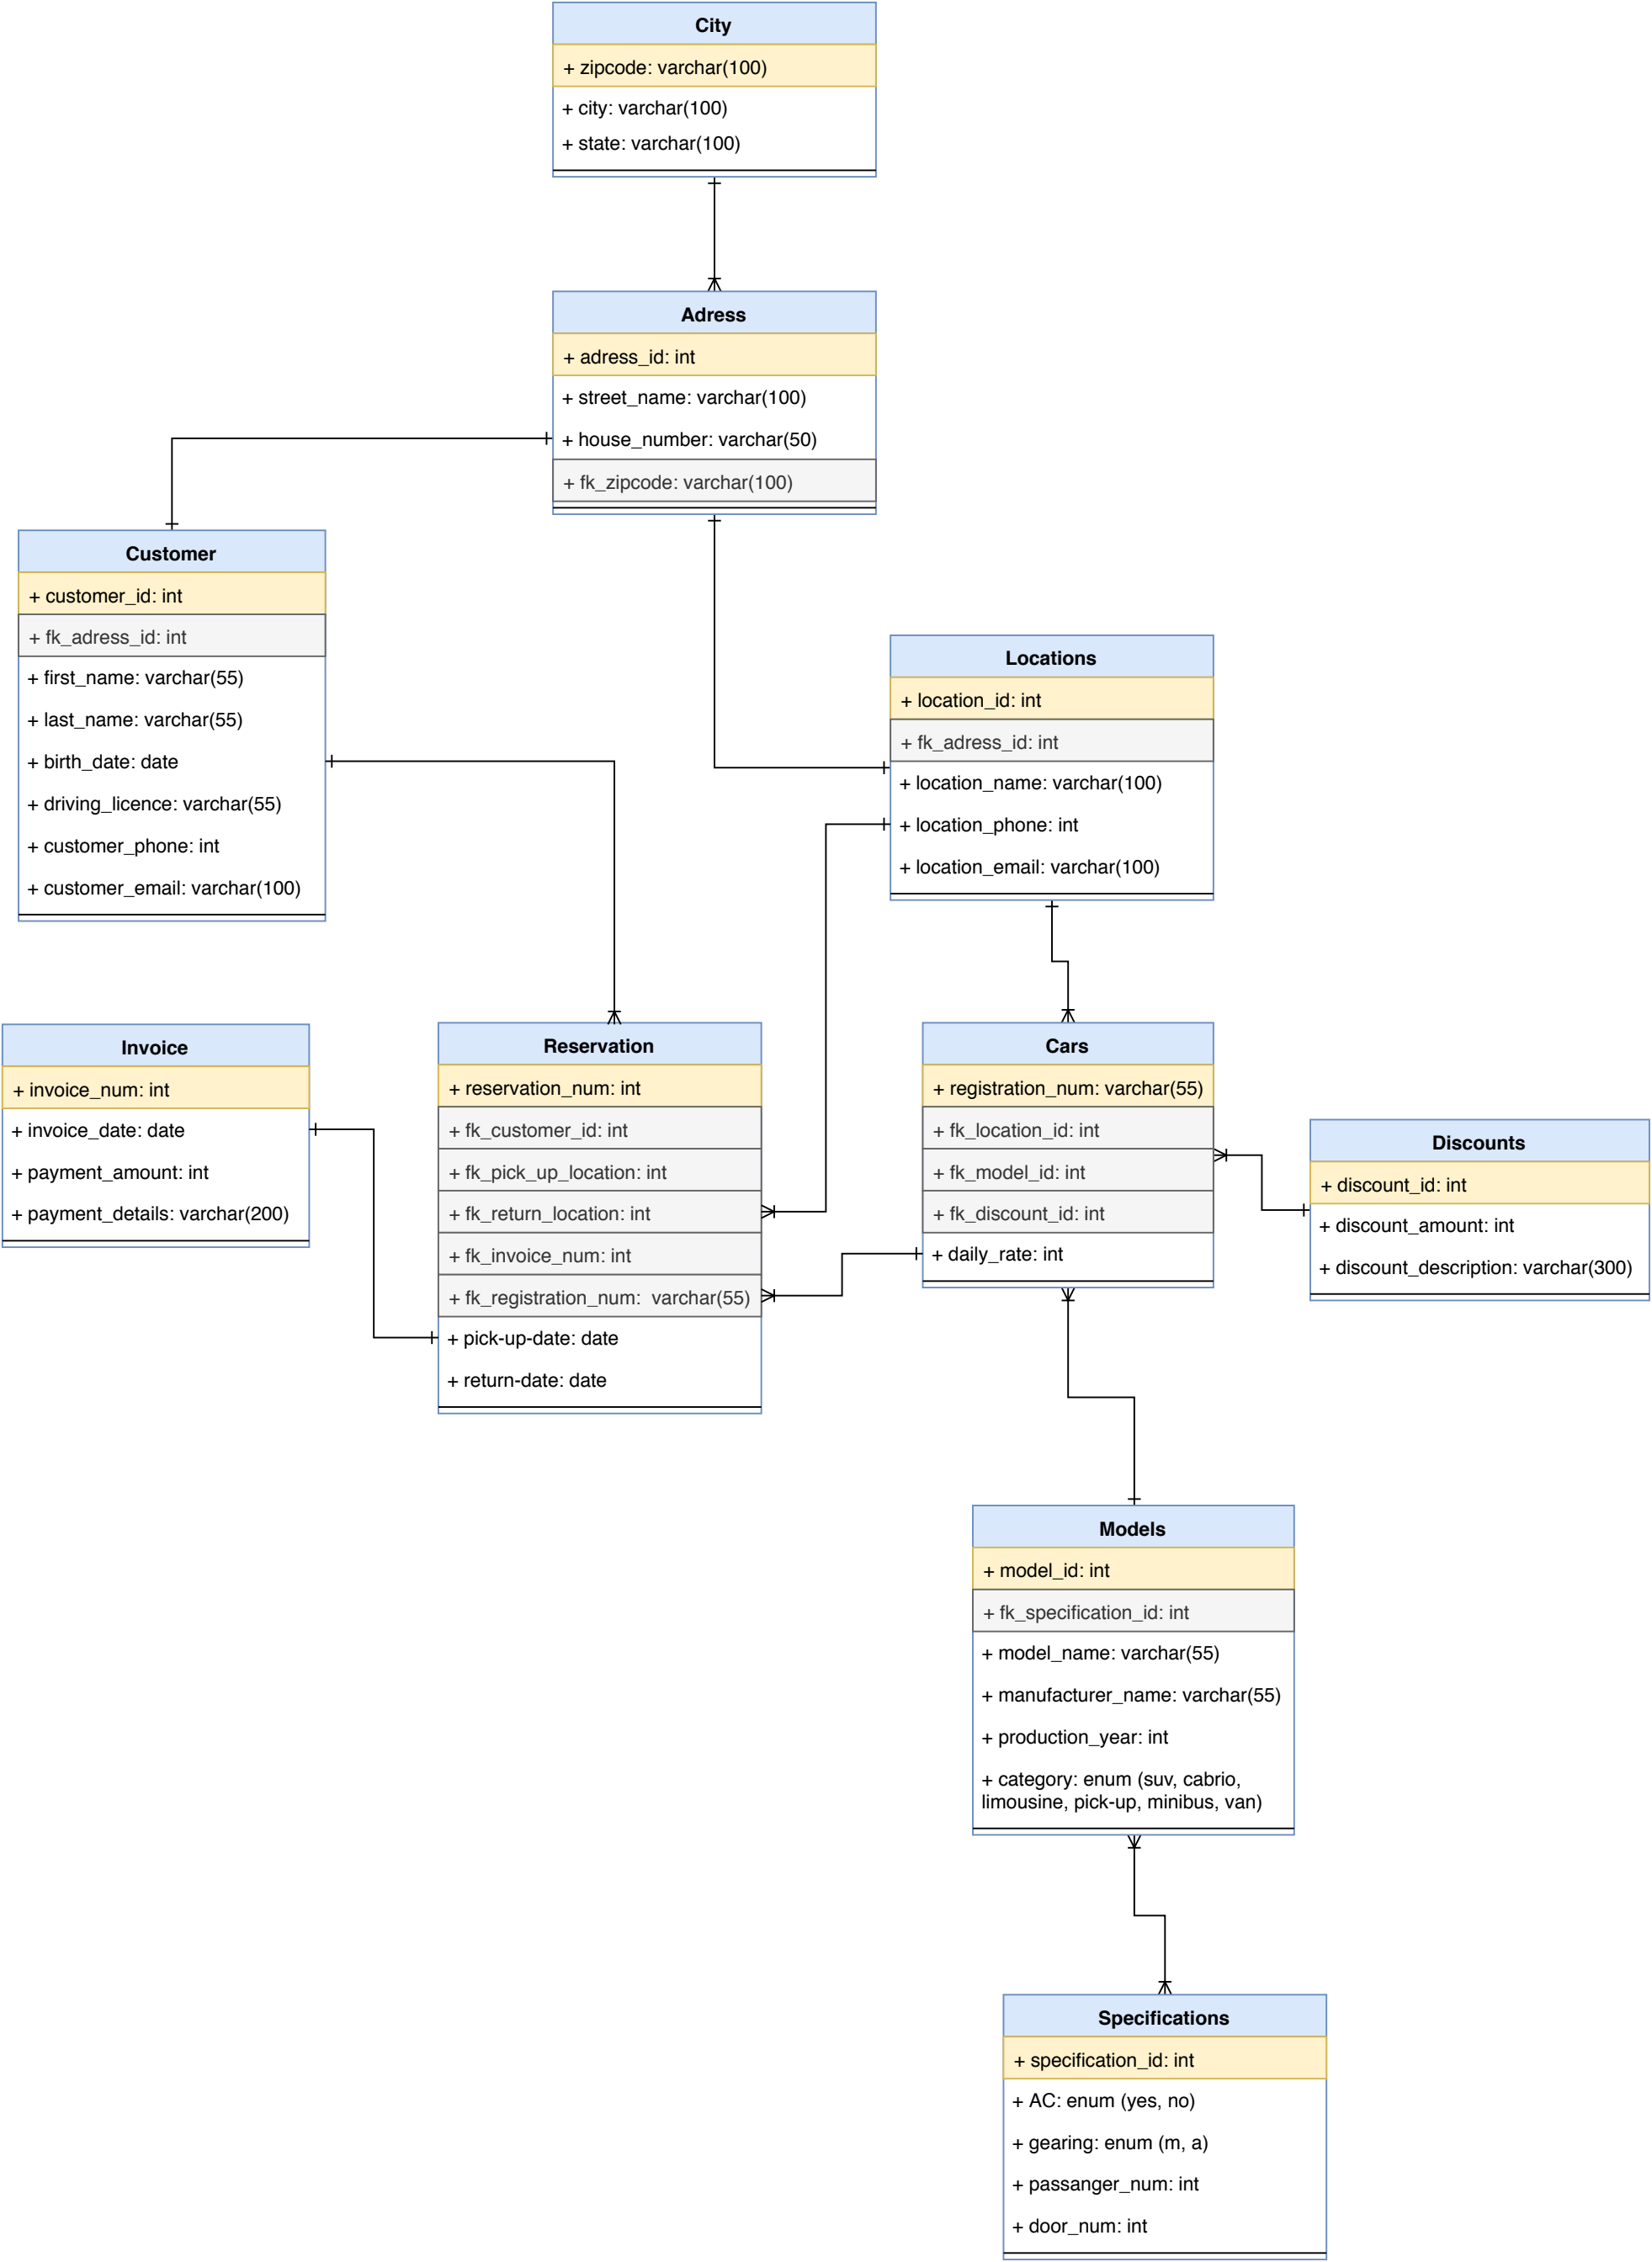 City
+ zipcode: varchar(100)
+ city: varchar(100)
+ state: varchar(100)
Adress
+ adress_id: int
+ street_name: varchar(100)
+ house_number: varchar(50)
+ fk_zipcode: varchar(100)
Customer
+ customer_id: int
+ fk_adress_id: int
+ first_name: varchar(55)
+ last_name: varchar(55)
+ birth_date: date
+ driving_licence: varchar(55)
+ customer_phone: int
+ customer_email: varchar(100)
Locations
+ location_id: int
+ fk_adress_id: int
+ location_name: varchar(100)
+ location_phone: int
+ location_email: varchar(100)
Invoice
+ invoice_num: int
+ invoice_date: date
+ payment_amount: int
+ payment_details: varchar(200)
Reservation
+ reservation_num: int
+ fk_customer_id: int
+ fk_pick_up_location: int
+ fk_return_location: int
+ fk_invoice_num: int
+ fk_registration_num: varchar(55)
+ pick-up-date: date
+ return-date: date
Cars
+ registration_num: varchar(55)
+ fk_location_id: int
+ fk_model_id: int
+ fk_discount_id: int
+ daily_rate: int
Discounts
+ discount_id: int
+ discount_amount: int
+ discount_description: varchar(300)
Models
+ model_id: int
+ fk_specification_id: int
+ model_name: varchar(55)
+ manufacturer_name: varchar(55)
+ production_year: int
+ category: enum (suv, cabrio,
limousine, pick-up, minibus, van)
Specifications
+ specification_id: int
+ AC: enum (yes, no)
+ gearing: enum (m, a)
+ passanger_num: int
+ door_num: int